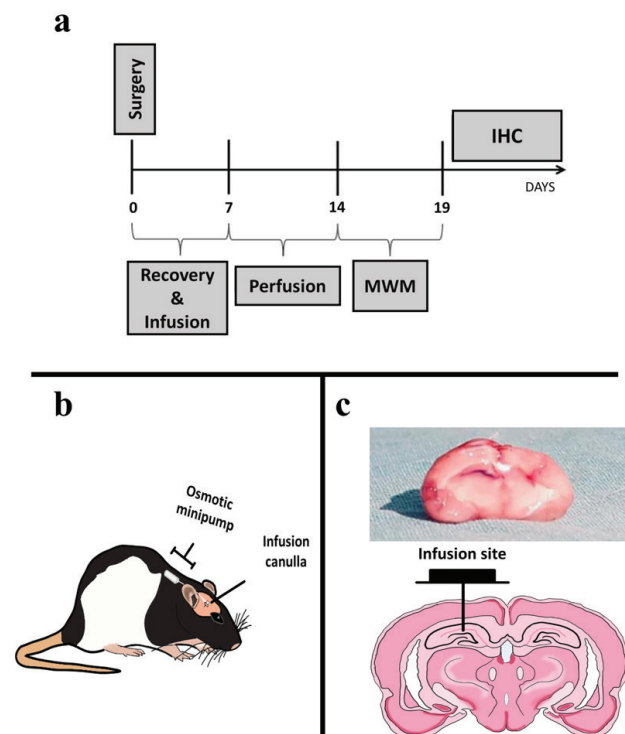 a
Surgery
IHC
DAYS
0 7 14 19
Recovery
&
Infusion
Perfusion
MWM
b
Osmotic
minipump
Infusion
canulla
c
Infusion site